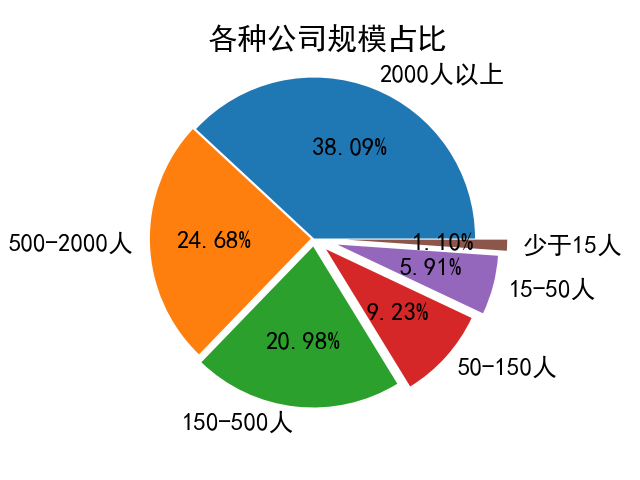 各种公司规模占比
2000人以上
38.09%
500-2000人
24.68%
1.10%
少于15人
5.91%
15-50人
9.23%
20.98%
50-150人
150-500人